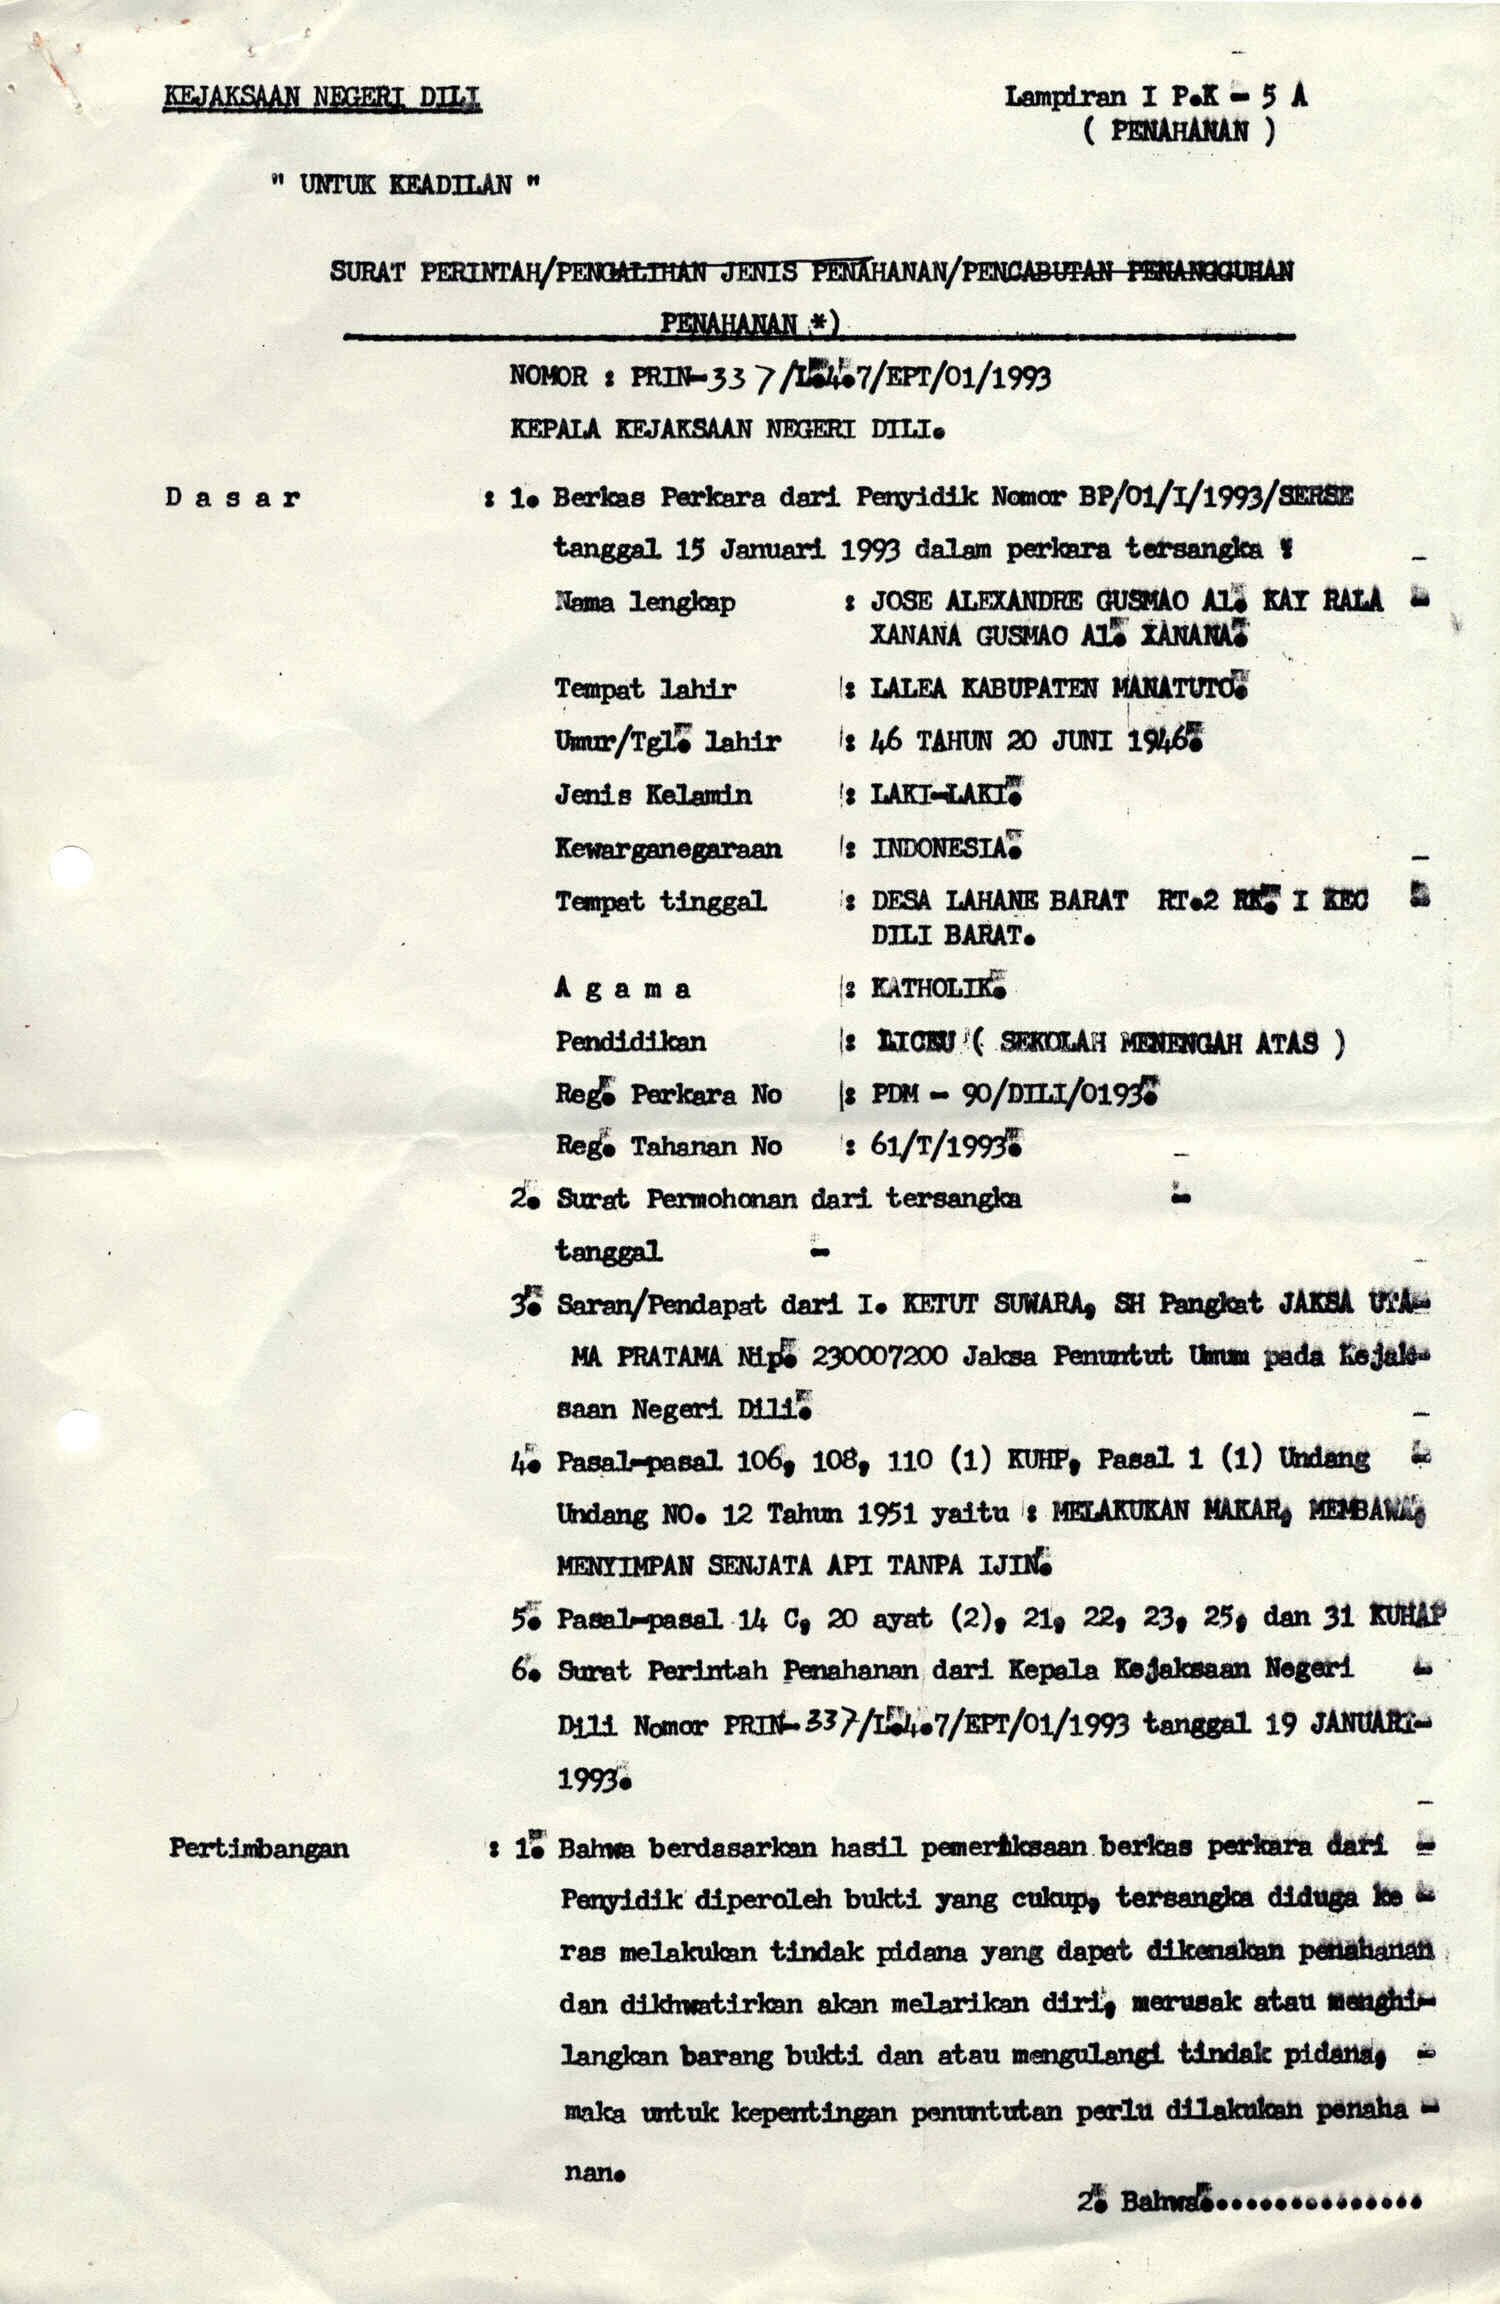 KEJAKSAAN NEGERI DILI
Lampiran I P.K - 5 A
( PENAHANAN )
" UNTUK KEADILAN "
SURAT PERINTAH/PENGALIHAN JENIS PENAHANAN/PENCABUTAN PENANGGUHAN
PENAHANAN *)
NOMOR : PRIN-337/L.4.7/EPT/01/1993
KEPALA KEJAKSAAN NEGERI DILI.
D a s a r : 1. Berkas Perkara dari Penyidik Nomor BP/01/I/1993/SERSE
tanggal 15 Januari 1993 dalam perkara tersangka :
Nama lengkap : JOSE ALEXANDRE GUSMAO Al. KAY RALA -
XANANA GUSMAO Al. XANANA.
Tempat lahir : LALEA KABUPATEN MANATUTO.
Umur/Tgl. lahir : 46 TAHUN 20 JUNI 1946.
Jenis Kelamin : LAKI-LAKI.
Kewarganegaraan : INDONESIA.
Tempat tinggal : DESA LAHANE BARAT RT.2 RK. I KEC -
DILI BARAT.
A g a m a : KATHOLIK.
Pendidikan : LICEU ( SEKOLAH MENENGAH ATAS )
Reg. Perkara No : PDM - 90/DILI/0193.
Reg. Tahanan No : 61/T/1993.
2. Surat Permohonan dari tersangka -
tanggal -
3. Saran/Pendapat dari I. KETUT SUWARA, SH Pangkat JAKSA UTA-
MA PRATAMA Nip. 230007200 Jaksa Penuntut Umum pada Kejak-
saan Negeri Dili.
4. Pasal-pasal 106, 108, 110 (1) KUHP, Pasal 1 (1) Undang -
Undang NO. 12 Tahun 1951 yaitu : MELAKUKAN MAKAR, MEMBAWA,
MENYIMPAN SENJATA API TANPA IJIN.
5. Pasal-pasal 14 C, 20 ayat (2), 21, 22, 23, 25, dan 31 KUHAP
6. Surat Perintah Penahanan dari Kepala Kejaksaan Negeri -
Dili Nomor PRIN-337/L.4.7/EPT/01/1993 tanggal 19 JANUARI-
1993.
Pertimbangan : 1. Bahwa berdasarkan hasil pemeriksaan berkas perkara dari -
Penyidik diperoleh bukti yang cukup, tersangka diduga ke -
ras melakukan tindak pidana yang dapat dikenakan penahanan
dan dikhwatirkan akan melarikan diri, merusak atau menghi-
langkan barang bukti dan atau mengulangi tindak pidana, -
maka untuk kepentingan penuntutan perlu dilakukan penaha -
nan.
2. Bahwa...............